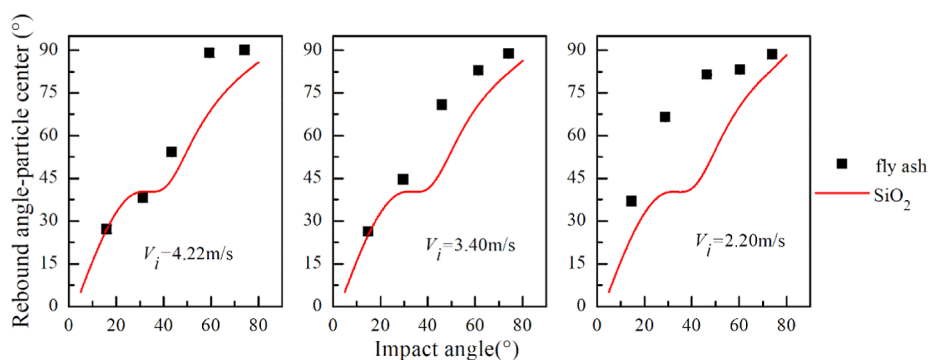 Rebound angle-particle center (°)
90
75
60
45
30
15
0
0 20 40 60 80
V_i−4.22m/s
90
75
60
45
30
15
0
0 20 40 60 80
V_i=3.40m/s
90
75
60
45
30
15
0
0 20 40 60 80
V_i=2.20m/s
Impact angle(°)
fly ash
SiO₂